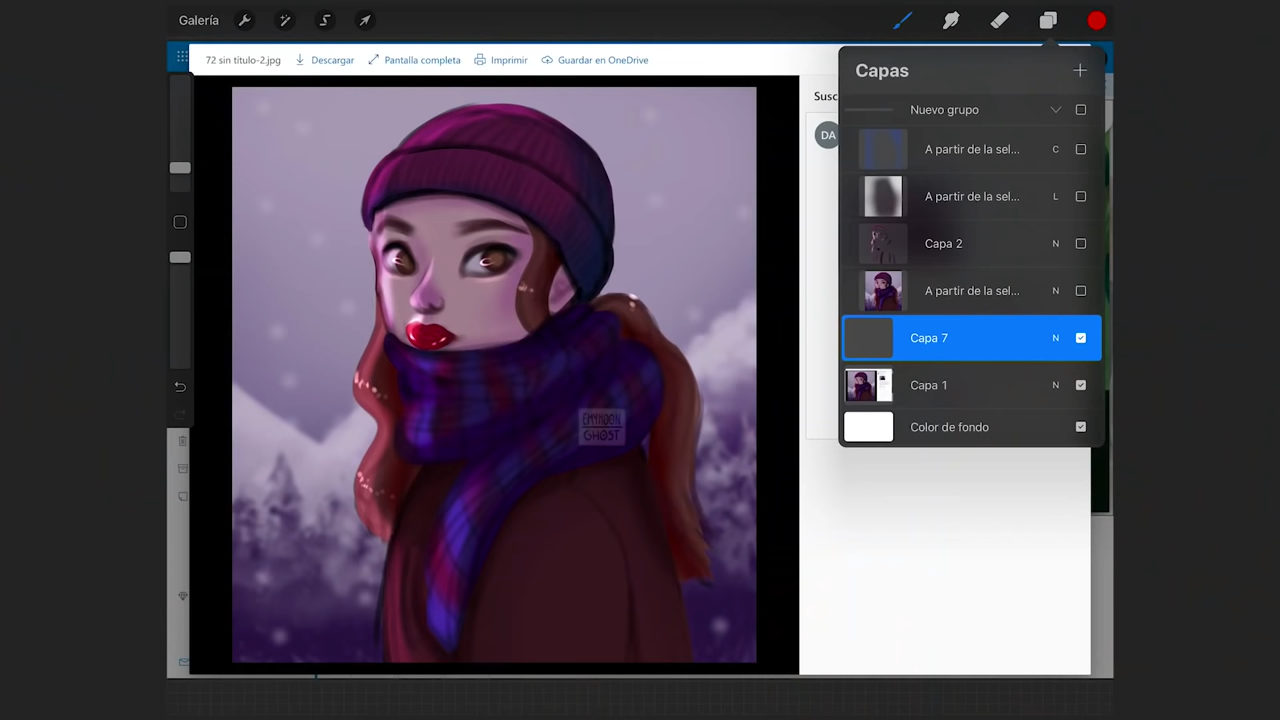 Galería
72 sin título-2.jpg Descargar Pantalla completa Imprimir Guardar en OneDrive
Susc
DA
Capas
Nuevo grupo
A partir de la sel... C
A partir de la sel... L
Capa 2 N
A partir de la sel... N
Capa 7 N
Capa 1 N
Color de fondo
EMYMOON
GHOST